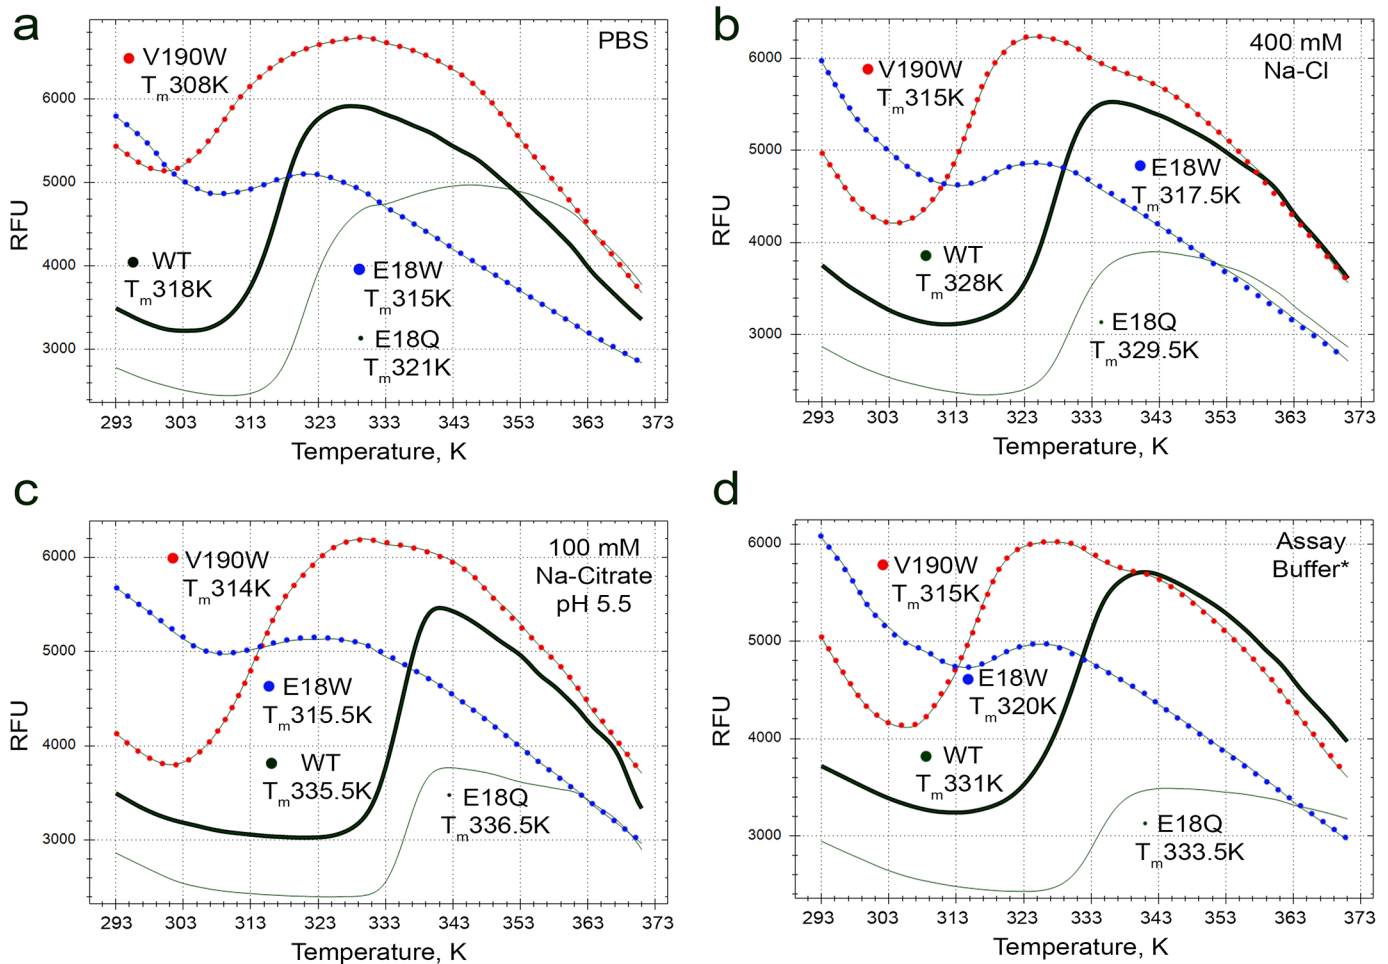 a
PBS
V190W
Tm308K
WT
Tm318K
E18W
Tm315K
E18Q
Tm321K
6000
5000
4000
3000
RFU
293 303 313 323 333 343 353 363 373
Temperature, K
b
400 mM
Na-Cl
V190W
Tm315K
E18W
Tm317.5K
WT
Tm328K
E18Q
Tm329.5K
6000
5000
4000
3000
RFU
293 303 313 323 333 343 353 363 373
Temperature, K
c
100 mM
Na-Citrate
pH 5.5
V190W
Tm314K
E18W
Tm315.5K
WT
Tm335.5K
E18Q
Tm336.5K
6000
5000
4000
3000
RFU
293 303 313 323 333 343 353 363 373
Temperature, K
d
Assay
Buffer*
V190W
Tm315K
E18W
Tm320K
WT
Tm331K
E18Q
Tm333.5K
6000
5000
4000
3000
RFU
293 303 313 323 333 343 353 363 373
Temperature, K